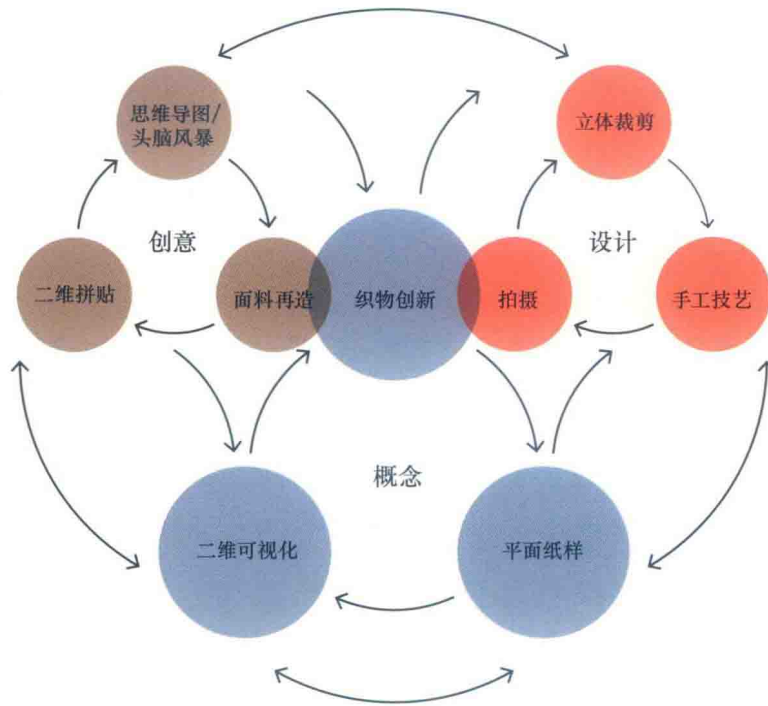 思维导图/
头脑风暴
立体裁剪
创意
设计
二维拼贴
面料再造
织物创新
拍摄
手工技艺
概念
二维可视化
平面纸样